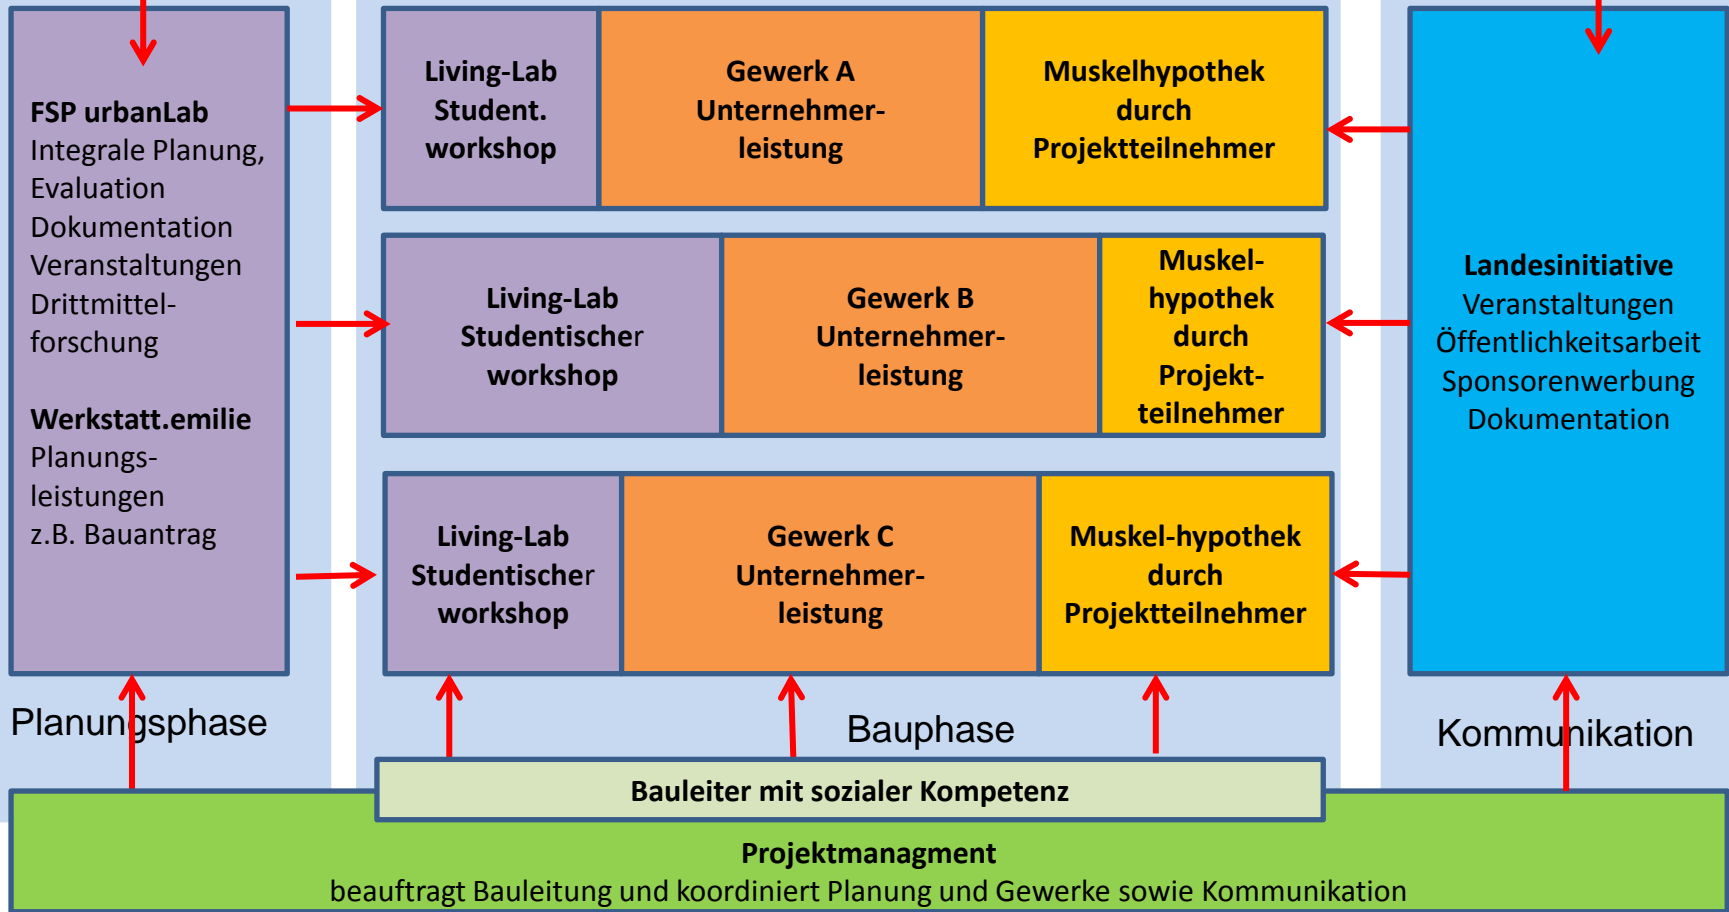 FSP urbanLab
Integrale Planung,
Evaluation
Dokumentation
Veranstaltungen
Drittmittel-
forschung
Werkstatt.emilie
Planungs-
leistungen
z.B. Bauantrag
Planungsphase
Living-Lab
Student.
workshop
Gewerk A
Unternehmer-
leistung
Muskelhypothek
durch
Projektteilnehmer
Living-Lab
Studentischer
workshop
Gewerk B
Unternehmer-
leistung
Muskel-
hypothek
durch
Projekt-
teilnehmer
Living-Lab
Studentischer
workshop
Gewerk C
Unternehmer-
leistung
Muskel-hypothek
durch
Projektteilnehmer
Bauphase
Landesinitiative
Veranstaltungen
Öffentlichkeitsarbeit
Sponsorenwerbung
Dokumentation
Kommunikation
Bauleiter mit sozialer Kompetenz
Projektmanagment
beauftragt Bauleitung und koordiniert Planung und Gewerke sowie Kommunikation